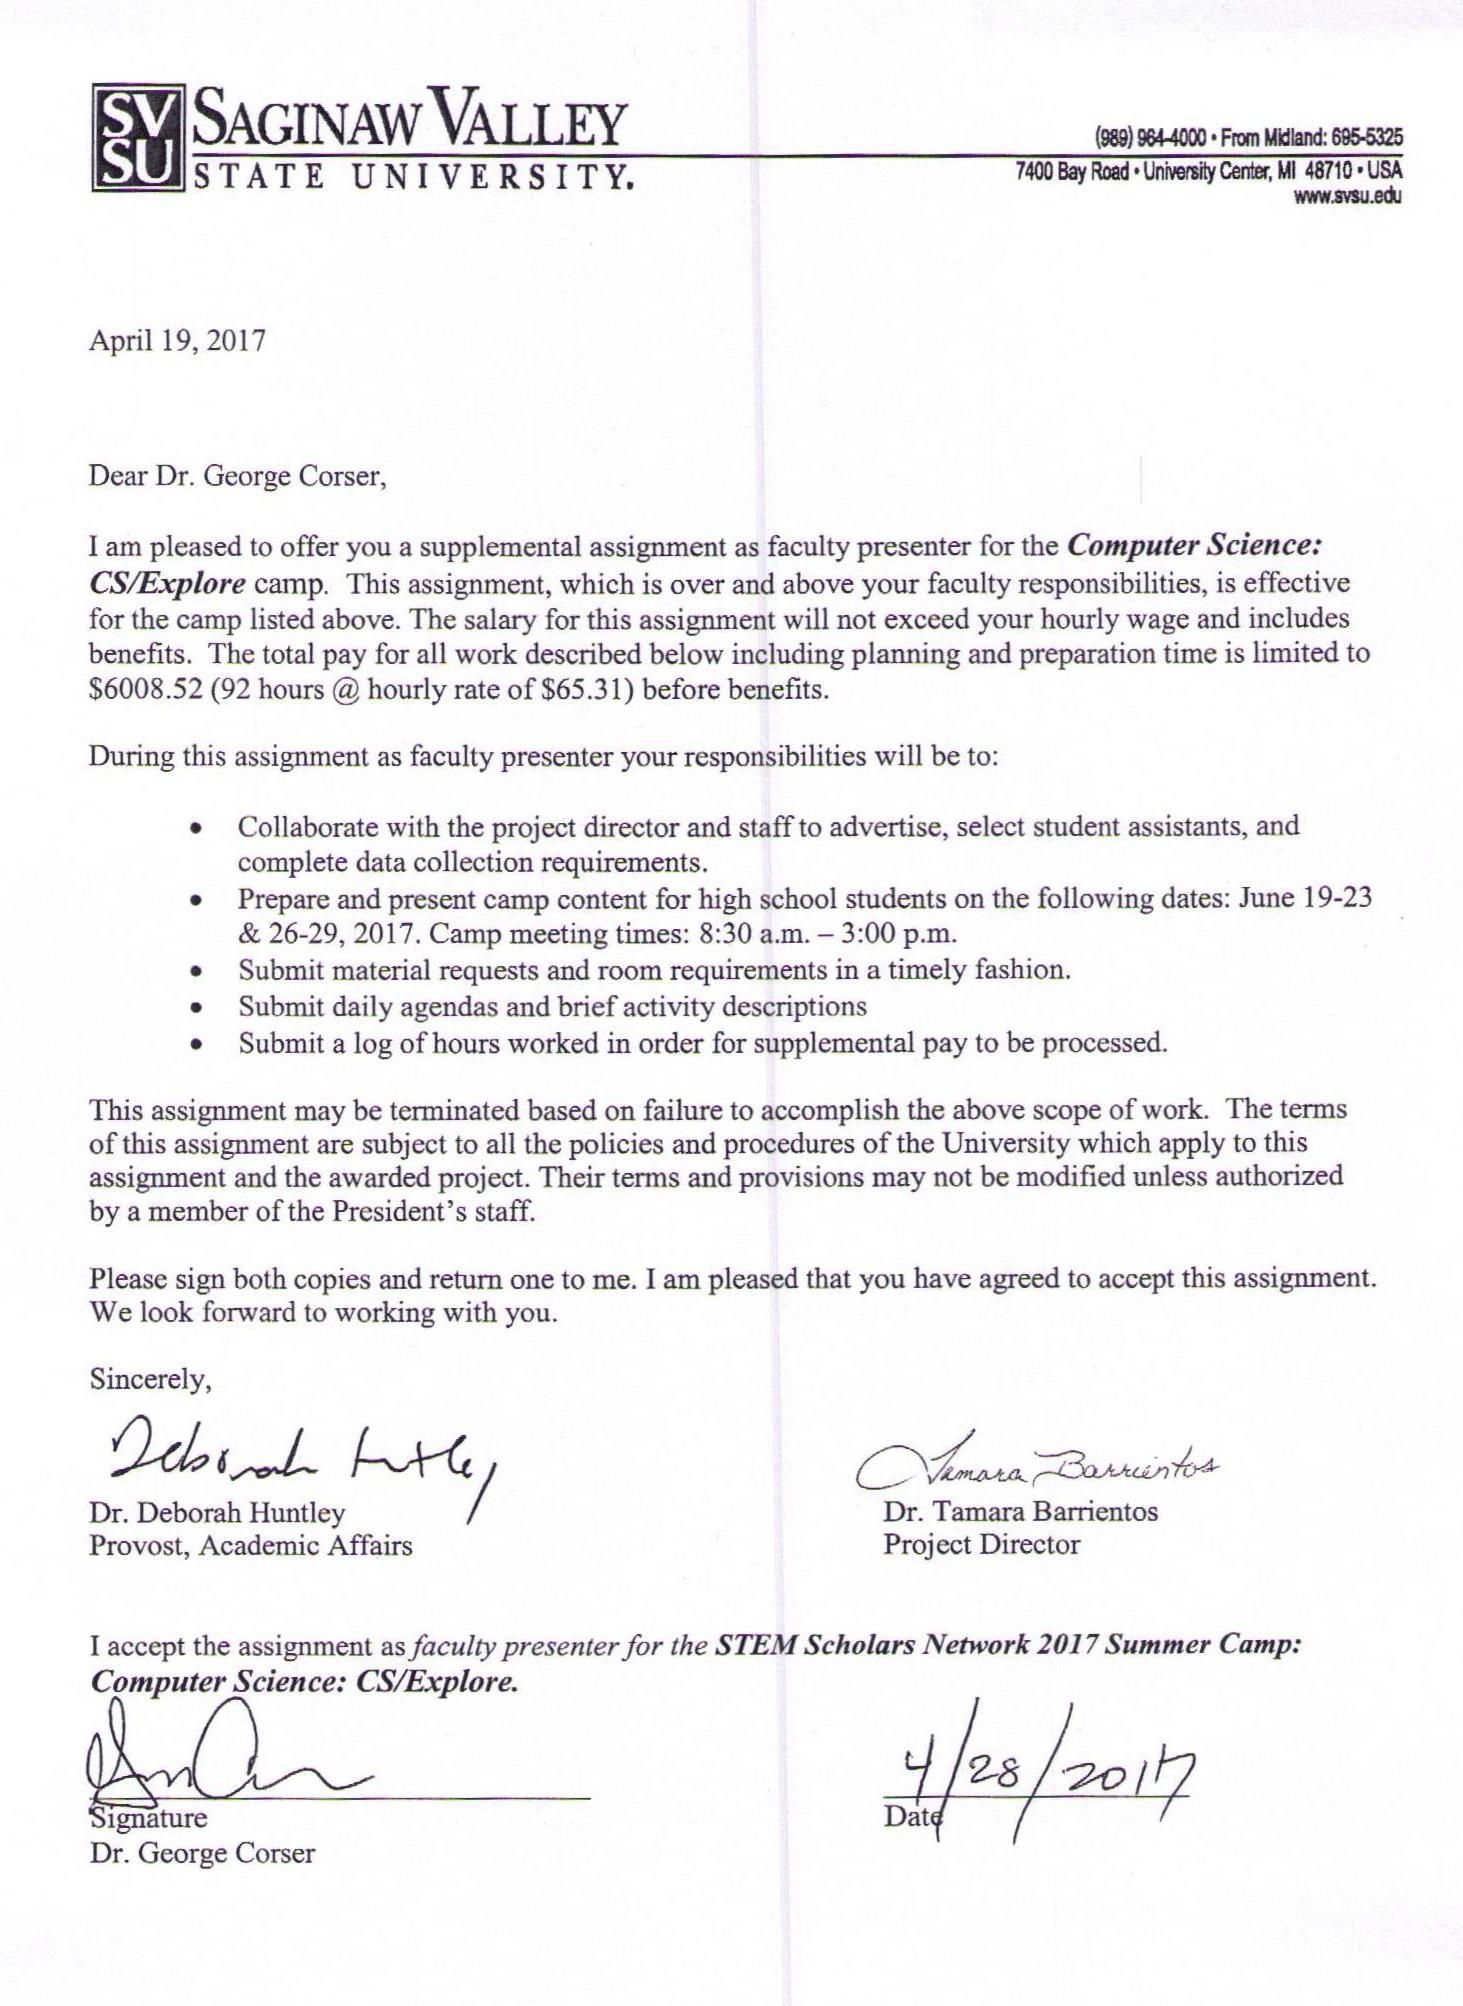 SV
SU
SAGINAW VALLEY
STATE UNIVERSITY.
(989) 964-4000 • From Midland: 695-5325
7400 Bay Road • University Center, MI 48710 • USA
www.svsu.edu
April 19, 2017
Dear Dr. George Corser,
I am pleased to offer you a supplemental assignment as faculty presenter for the Computer Science:
CS/Explore camp. This assignment, which is over and above your faculty responsibilities, is effective
for the camp listed above. The salary for this assignment will not exceed your hourly wage and includes
benefits. The total pay for all work described below including planning and preparation time is limited to
$6008.52 (92 hours @ hourly rate of $65.31) before benefits.
During this assignment as faculty presenter your responsibilities will be to:
• Collaborate with the project director and staff to advertise, select student assistants, and
complete data collection requirements.
• Prepare and present camp content for high school students on the following dates: June 19-23
& 26-29, 2017. Camp meeting times: 8:30 a.m. – 3:00 p.m.
• Submit material requests and room requirements in a timely fashion.
• Submit daily agendas and brief activity descriptions
• Submit a log of hours worked in order for supplemental pay to be processed.
This assignment may be terminated based on failure to accomplish the above scope of work. The terms
of this assignment are subject to all the policies and procedures of the University which apply to this
assignment and the awarded project. Their terms and provisions may not be modified unless authorized
by a member of the President's staff.
Please sign both copies and return one to me. I am pleased that you have agreed to accept this assignment.
We look forward to working with you.
Sincerely,
Deborah Huntley
Tamara Barrientos
Dr. Deborah Huntley
Dr. Tamara Barrientos
Provost, Academic Affairs
Project Director
I accept the assignment as faculty presenter for the STEM Scholars Network 2017 Summer Camp:
Computer Science: CS/Explore.
4/28/2017
Signature
Date
Dr. George Corser